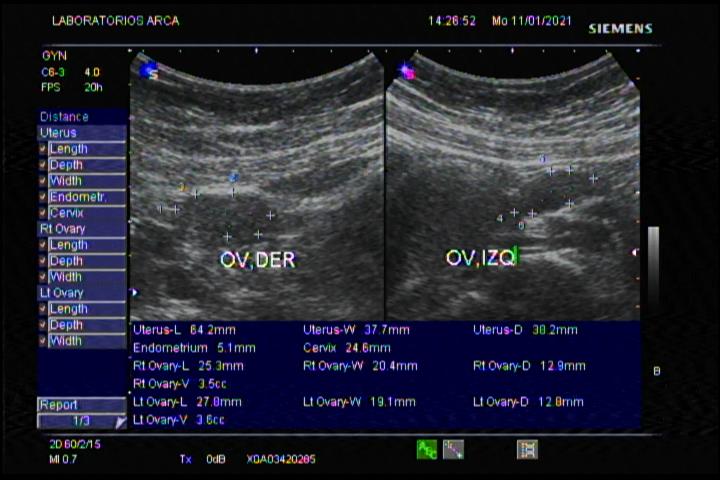 LABORATORIOS ARCA
14:26:52 Mo 11/01/2021
SIEMENS
GYN
C6-3 4.0
FPS 20h
Distance
Uterus
Length
Depth
Width
Endometr.
Cervix
Rt Ovary
Length
Depth
Width
Lt Ovary
Length
Depth
Width
Report
1/3
S
S
OV,DER
OV,IZQ
Uterus-L 64.2mm Uterus-W 37.7mm Uterus-D 38.2mm
Endometrium 5.1mm Cervix 24.6mm
Rt Ovary-L 25.3mm Rt Ovary-W 20.4mm Rt Ovary-D 12.9mm
Rt Ovary-V 3.5cc
Lt Ovary-L 27.8mm Lt Ovary-W 19.1mm Lt Ovary-D 12.8mm
Lt Ovary-V 3.6cc
B
2D 60/2/15
MI 0.7 Tx 0dB X0A03420285
ABC